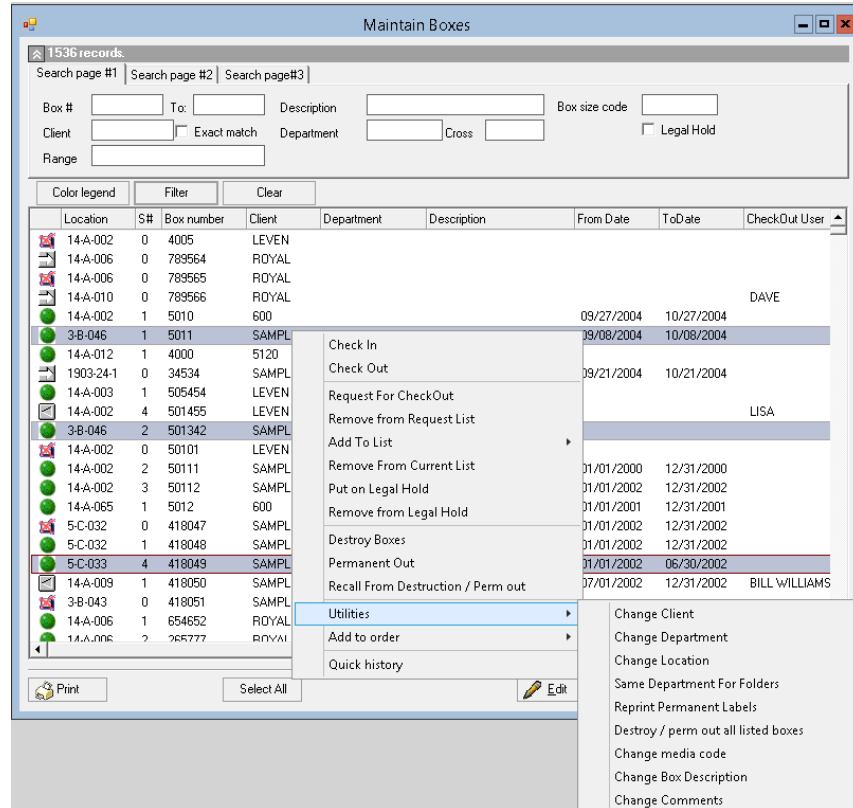 Maintain Boxes
1536 records.
Search page #1 Search page #2 Search page#3
Box # To: Description Box size code
Client Exact match Department Cross Legal Hold
Range
Color legend Filter Clear
Location S# Box number Client Department Description From Date ToDate CheckOut User
14-A-002 0 4005 LEVEN
14-A-006 0 789564 ROYAL
14-A-006 0 789565 ROYAL
14-A-010 0 789566 ROYAL DAVE
14-A-002 1 5010 600 09/27/2004 10/27/2004
3-B-046 1 5011 SAMPL 09/08/2004 10/08/2004
14-A-012 1 4000 5120
1903-24-1 0 34534 SAMPL 09/21/2004 10/21/2004
14-A-003 1 505454 LEVEN
14-A-002 4 501455 LEVEN LISA
3-B-046 2 501342 SAMPL
14-A-002 0 50101 LEVEN
14-A-002 2 50111 SAMPL 01/01/2000 12/31/2000
14-A-002 3 50112 SAMPL 01/01/2002 12/31/2002
14-A-065 1 5012 600 01/01/2001 12/31/2001
5-C-032 0 418047 SAMPL 01/01/2002 12/31/2002
5-C-032 1 418048 SAMPL 01/01/2002 12/31/2002
5-C-033 4 418049 SAMPL 01/01/2002 06/30/2002
14-A-009 1 418050 SAMPL 07/01/2002 12/31/2002 BILL WILLIAMS
3-B-043 0 418051 SAMPL
14-A-006 1 654652 ROYAL
14-A-006 2 265777 ROYAL
Check In
Check Out
Request For CheckOut
Remove from Request List
Add To List
Remove From Current List
Put on Legal Hold
Remove from Legal Hold
Destroy Boxes
Permanent Out
Recall From Destruction / Perm out
Utilities
Add to order
Quick history
Change Client
Change Department
Change Location
Same Department For Folders
Reprint Permanent Labels
Destroy / perm out all listed boxes
Change media code
Change Box Description
Change Comments
Print Select All Edit